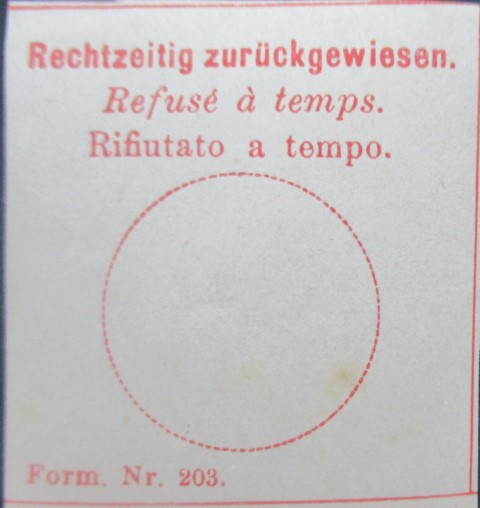 Rechtzeitig zurückgewiesen.
Refusé à temps.
Rifiutato a tempo.
Form. Nr. 203.